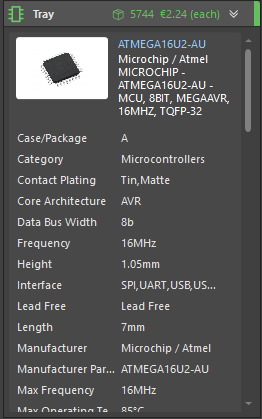 Tray 5744 €2.24 (each)
ATMEGA16U2-AU
Microchip / Atmel
MICROCHIP -
ATMEGA16U2-AU -
MCU, 8BIT, MEGAAVR,
16MHZ, TQFP-32
Case/Package A
Category Microcontrollers
Contact Plating Tin,Matte
Core Architecture AVR
Data Bus Width 8b
Frequency 16MHz
Height 1.05mm
Interface SPI,UART,USB,US...
Lead Free Lead Free
Length 7mm
Manufacturer Microchip / Atmel
Manufacturer Par... ATMEGA16U2-AU
Max Frequency 16MHz
Max Operating Te... 85°C